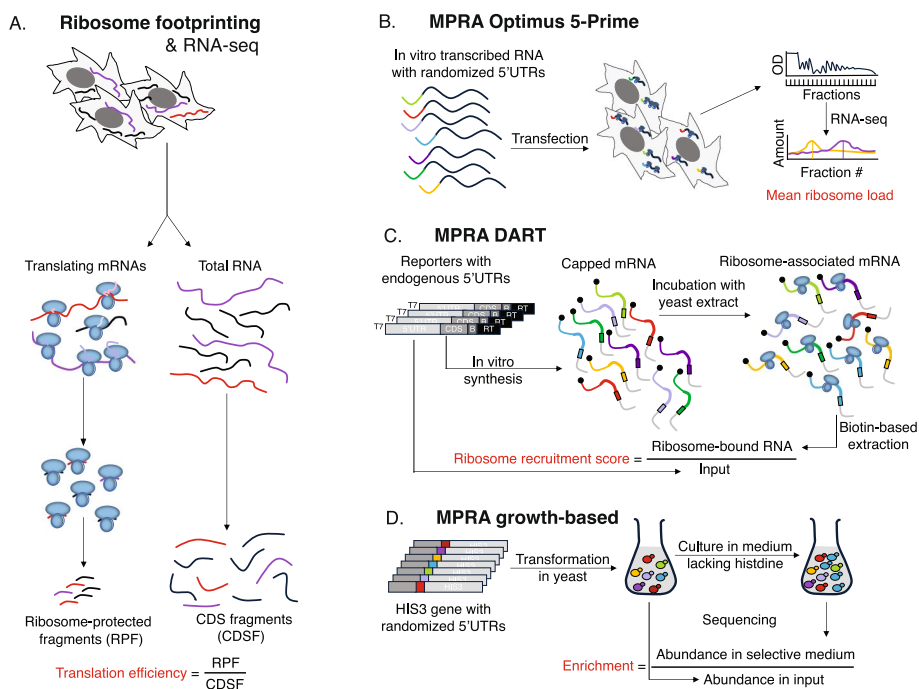 A.
Ribosome footprinting
& RNA-seq
Translating mRNAs
Total RNA
Ribosome-protected
fragments (RPF)
CDS fragments
(CDSF)
Translation efficiency =
RPF
CDSF
B.
MPRA Optimus 5-Prime
In vitro transcribed RNA
with randomized 5'UTRs
Transfection
OD
Fractions
RNA-seq
Amount
Fraction #
Mean ribosome load
C.
MPRA DART
Reporters with
endogenous 5'UTRs
T7 CDS B RT
T7 CDS B RT
T7 CDS B RT
T7 5'UTR CDS B RT
In vitro
synthesis
Capped mRNA
Incubation with
yeast extract
Ribosome-associated mRNA
Biotin-based
extraction
Ribosome recruitment score =
Ribosome-bound RNA
Input
D.
MPRA growth-based
HIS3
HIS3 gene with
randomized 5'UTRs
Transformation
in yeast
Culture in medium
lacking histdine
Sequencing
Enrichment =
Abundance in selective medium
Abundance in input